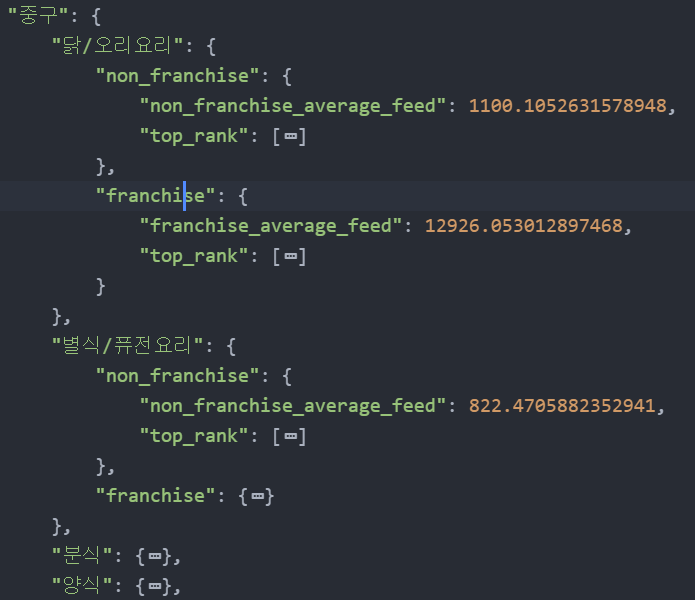 "중구": {
"닭/오리요리": {
"non_franchise": {
"non_franchise_average_feed": 1100.1052631578948,
"top_rank": [⋯]
},
"franchise": {
"franchise_average_feed": 12926.053012897468,
"top_rank": [⋯]
}
},
"별식/퓨전요리": {
"non_franchise": {
"non_franchise_average_feed": 822.4705882352941,
"top_rank": [⋯]
},
"franchise": {⋯}
},
"분식": {⋯},
"양식": {⋯},